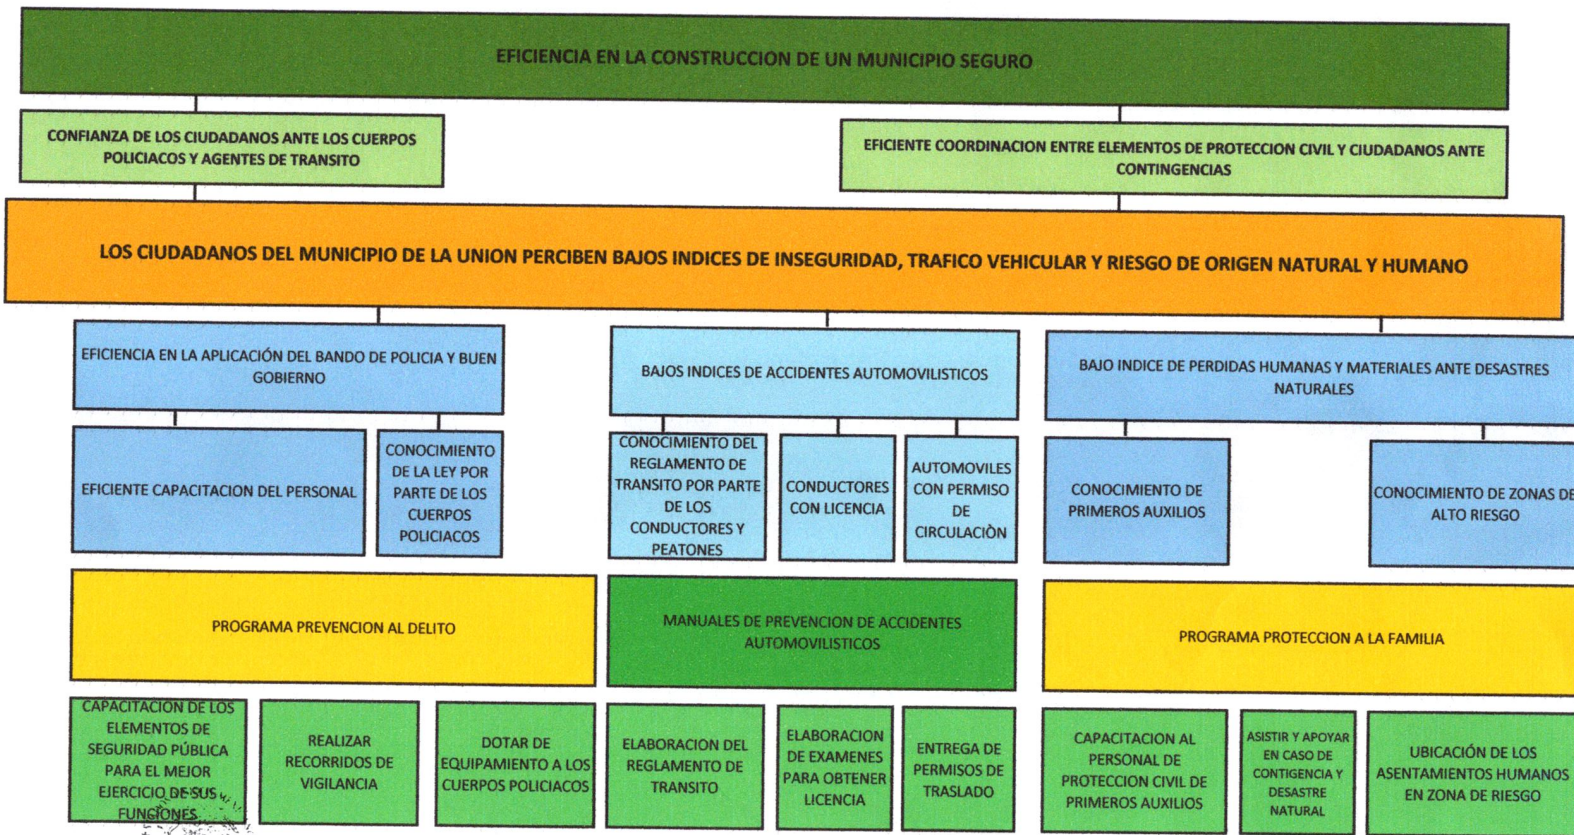 EFICIENCIA EN LA CONSTRUCCION DE UN MUNICIPIO SEGURO
CONFIANZA DE LOS CIUDADANOS ANTE LOS CUERPOS
POLICIACOS Y AGENTES DE TRANSITO
EFICIENTE COORDINACION ENTRE ELEMENTOS DE PROTECCION CIVIL Y CIUDADANOS ANTE
CONTINGENCIAS
LOS CIUDADANOS DEL MUNICIPIO DE LA UNION PERCIBEN BAJOS INDICES DE INSEGURIDAD, TRAFICO VEHICULAR Y RIESGO DE ORIGEN NATURAL Y HUMANO
EFICIENCIA EN LA APLICACIÓN DEL BANDO DE POLICIA Y BUEN
GOBIERNO
BAJOS INDICES DE ACCIDENTES AUTOMOVILISTICOS
BAJO INDICE DE PERDIDAS HUMANAS Y MATERIALES ANTE DESASTRES
NATURALES
EFICIENTE CAPACITACION DEL PERSONAL
CONOCIMIENTO
DE LA LEY POR
PARTE DE LOS
CUERPOS
POLICIACOS
CONOCIMIENTO DEL
REGLAMENTO DE
TRANSITO POR PARTE
DE LOS
CONDUCTORES Y
PEATONES
CONDUCTORES
CON LICENCIA
AUTOMOVILES
CON PERMISO
DE
CIRCULACIÒN
CONOCIMIENTO DE
PRIMEROS AUXILIOS
CONOCIMIENTO DE ZONAS DE
ALTO RIESGO
PROGRAMA PREVENCION AL DELITO
MANUALES DE PREVENCION DE ACCIDENTES
AUTOMOVILISTICOS
PROGRAMA PROTECCION A LA FAMILIA
CAPACITACION DE LOS
ELEMENTOS DE
SEGURIDAD PÚBLICA
PARA EL MEJOR
EJERCICIO DE SUS
FUNCIONES
REALIZAR
RECORRIDOS DE
VIGILANCIA
DOTAR DE
EQUIPAMIENTO A LOS
CUERPOS POLICIACOS
ELABORACION DEL
REGLAMENTO DE
TRANSITO
ELABORACION
DE EXAMENES
PARA OBTENER
LICENCIA
ENTREGA DE
PERMISOS DE
TRASLADO
CAPACITACION AL
PERSONAL DE
PROTECCION CIVIL DE
PRIMEROS AUXILIOS
ASISTIR Y APOYAR
EN CASO DE
CONTIGENCIA Y
DESASTRE
NATURAL
UBICACIÓN DE LOS
ASENTAMIENTOS HUMANOS
EN ZONA DE RIESGO